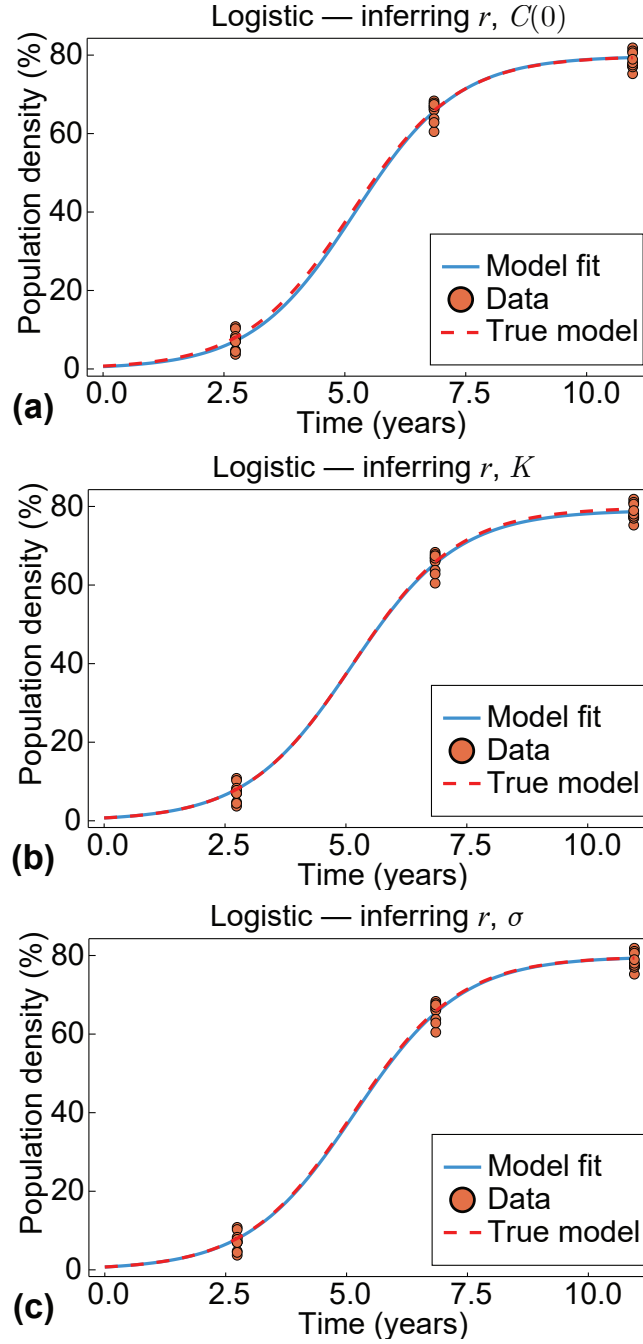 Logistic — inferring r, C(0)
Population density (%)
80
60
40
20
0
0.0 2.5 5.0 7.5 10.0
Time (years)
Model fit
Data
True model
(a)
Logistic — inferring r, K
Population density (%)
80
60
40
20
0
0.0 2.5 5.0 7.5 10.0
Time (years)
Model fit
Data
True model
(b)
Logistic — inferring r, σ
Population density (%)
80
60
40
20
0
0.0 2.5 5.0 7.5 10.0
Time (years)
Model fit
Data
True model
(c)